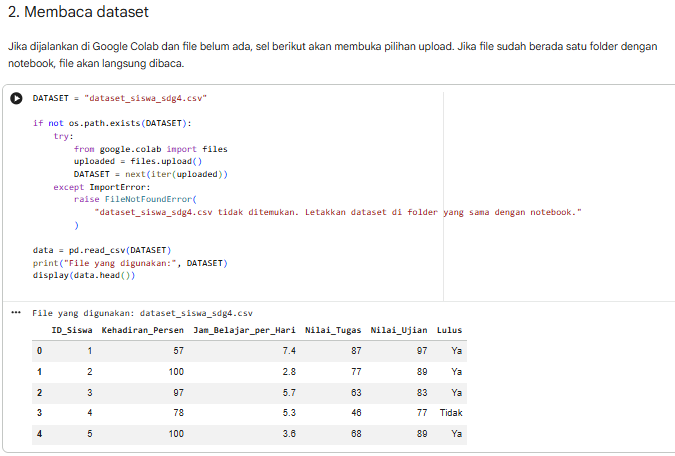 2. Membaca dataset
Jika dijalankan di Google Colab dan file belum ada, sel berikut akan membuka pilihan upload. Jika file sudah berada satu folder dengan
notebook, file akan langsung dibaca.
DATASET = "dataset_siswa_sdg4.csv"
if not os.path.exists(DATASET):
    try:
        from google.colab import files
        uploaded = files.upload()
        DATASET = next(iter(uploaded))
    except ImportError:
        raise FileNotFoundError(
            "dataset_siswa_sdg4.csv tidak ditemukan. Letakkan dataset di folder yang sama dengan notebook."
        )
data = pd.read_csv(DATASET)
print("File yang digunakan:", DATASET)
display(data.head())
File yang digunakan: dataset_siswa_sdg4.csv
ID_Siswa Kehadiran_Persen Jam_Belajar_per_Hari Nilai_Tugas Nilai_Ujian Lulus
0 1 57 7.4 87 97 Ya
1 2 100 2.8 77 89 Ya
2 3 97 5.7 63 83 Ya
3 4 78 5.3 46 77 Tidak
4 5 100 3.6 68 89 Ya